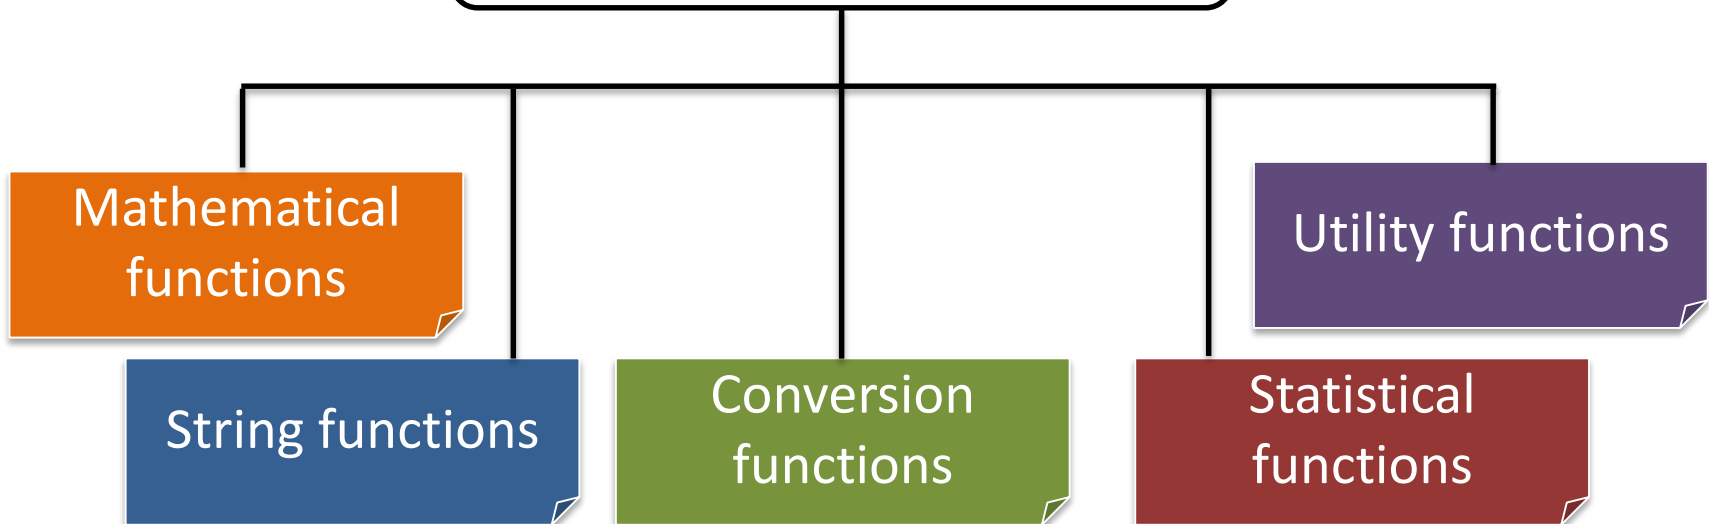 Mathematical
functions
Utility functions
String functions
Conversion
functions
Statistical
functions